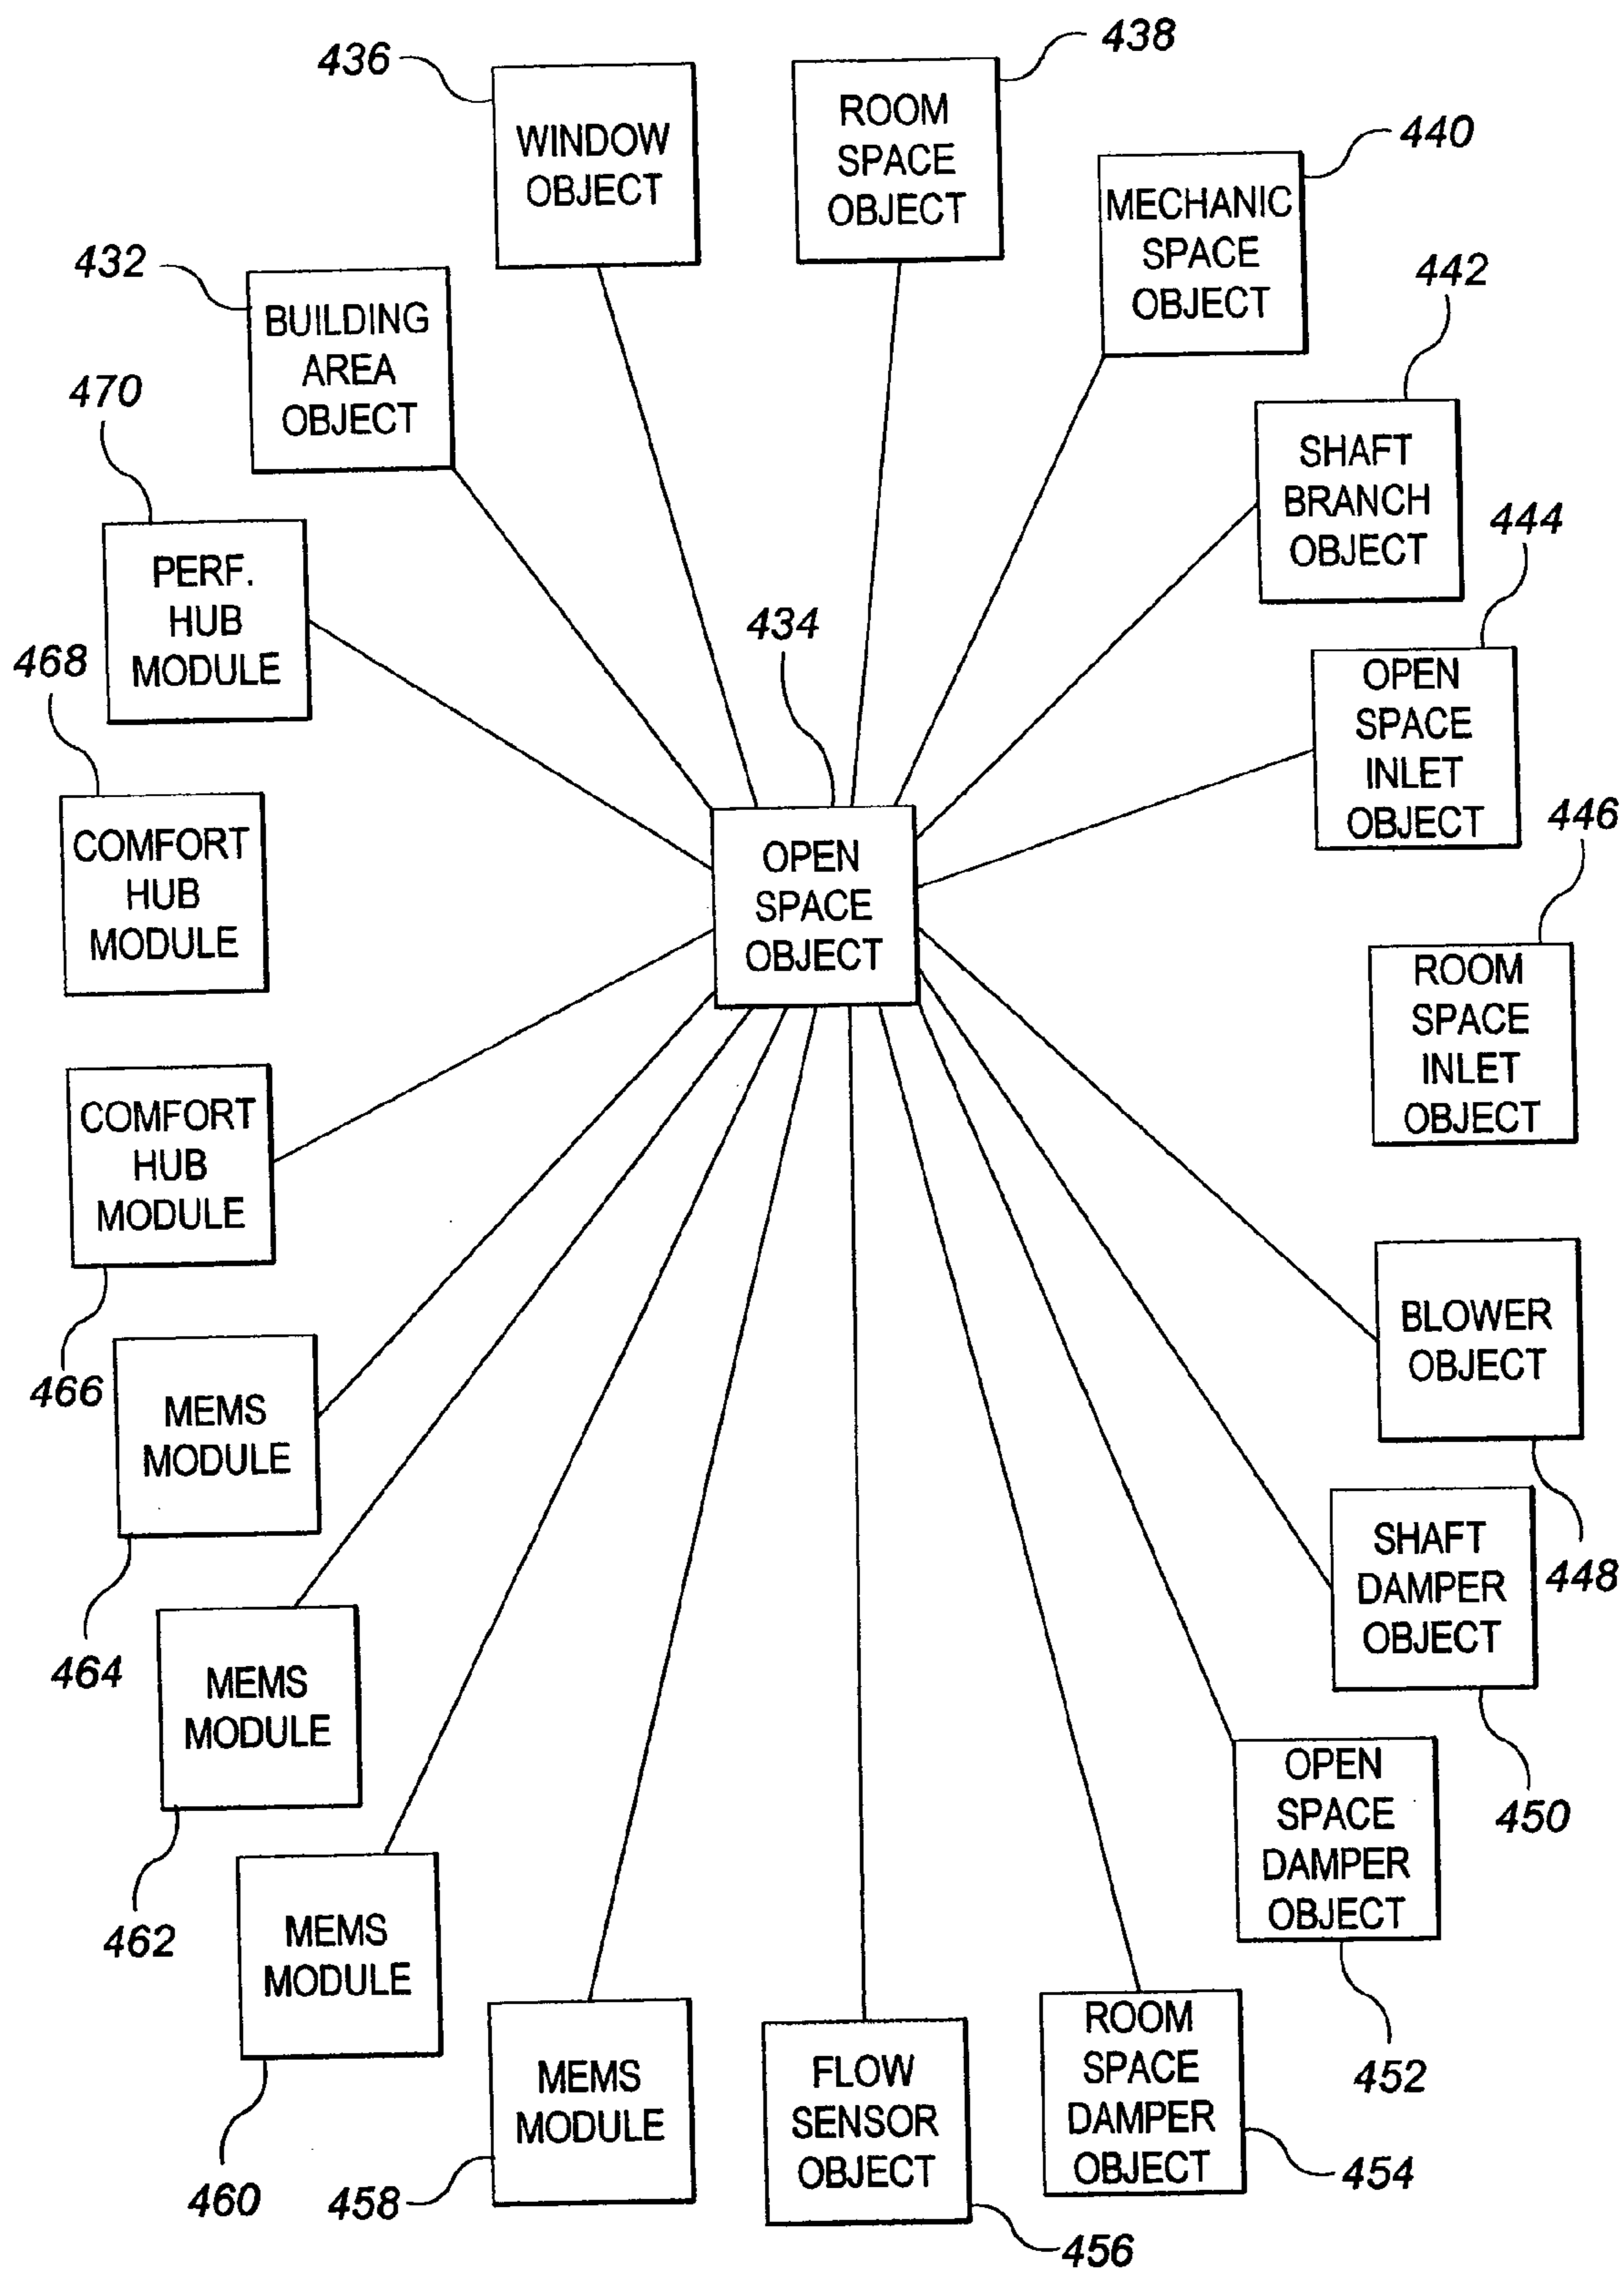 436
WINDOW
OBJECT
438
ROOM
SPACE
OBJECT
440
MECHANIC
SPACE
OBJECT
432
BUILDING
AREA
OBJECT
442
SHAFT
BRANCH
OBJECT
470
PERF.
HUB
MODULE
444
OPEN
SPACE
INLET
OBJECT
434
OPEN
SPACE
OBJECT
468
COMFORT
HUB
MODULE
446
ROOM
SPACE
INLET
OBJECT
COMFORT
HUB
MODULE
466
BLOWER
OBJECT
448
MEMS
MODULE
464
SHAFT
DAMPER
OBJECT
450
MEMS
MODULE
462
OPEN
SPACE
DAMPER
OBJECT
452
MEMS
MODULE
460
MEMS
MODULE
458
FLOW
SENSOR
OBJECT
456
ROOM
SPACE
DAMPER
OBJECT
454